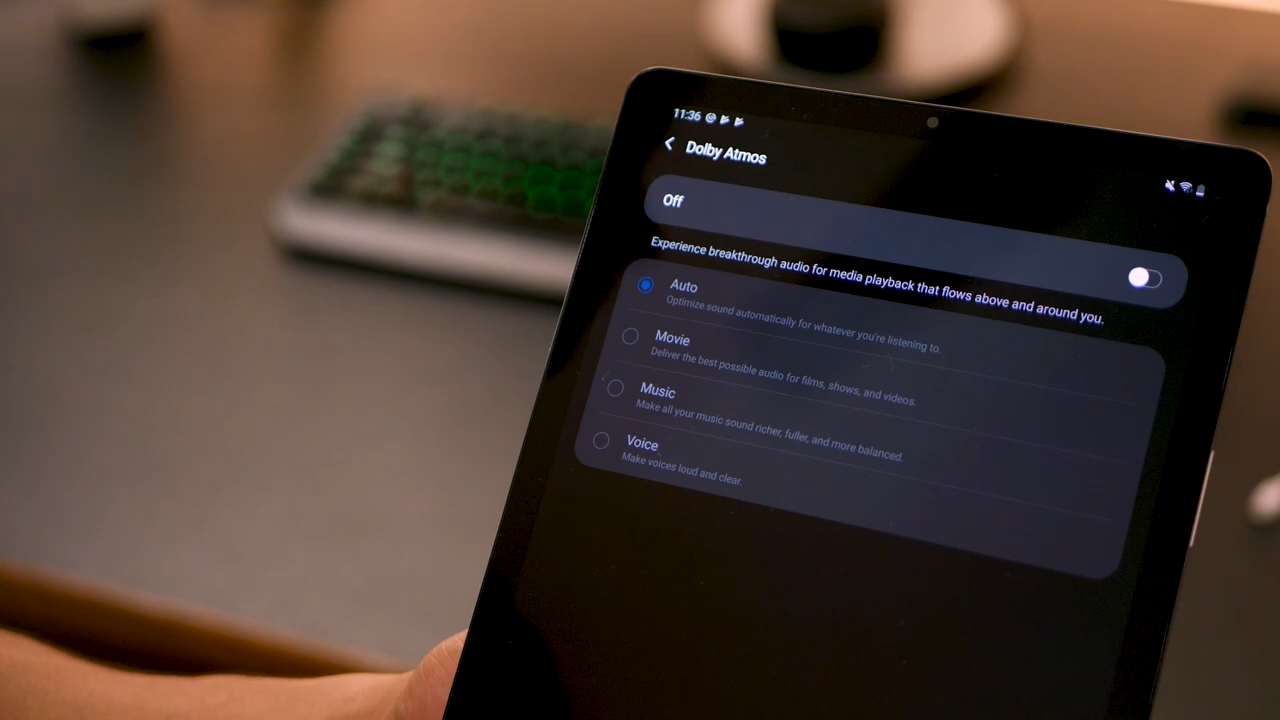 11:36
Dolby Atmos
Off
Experience breakthrough audio for media playback that flows above and around you.
Auto
Optimize sound automatically for whatever you're listening to.
Movie
Deliver the best possible audio for films, shows, and videos.
Music
Make all your music sound richer, fuller, and more balanced.
Voice
Make voices loud and clear.